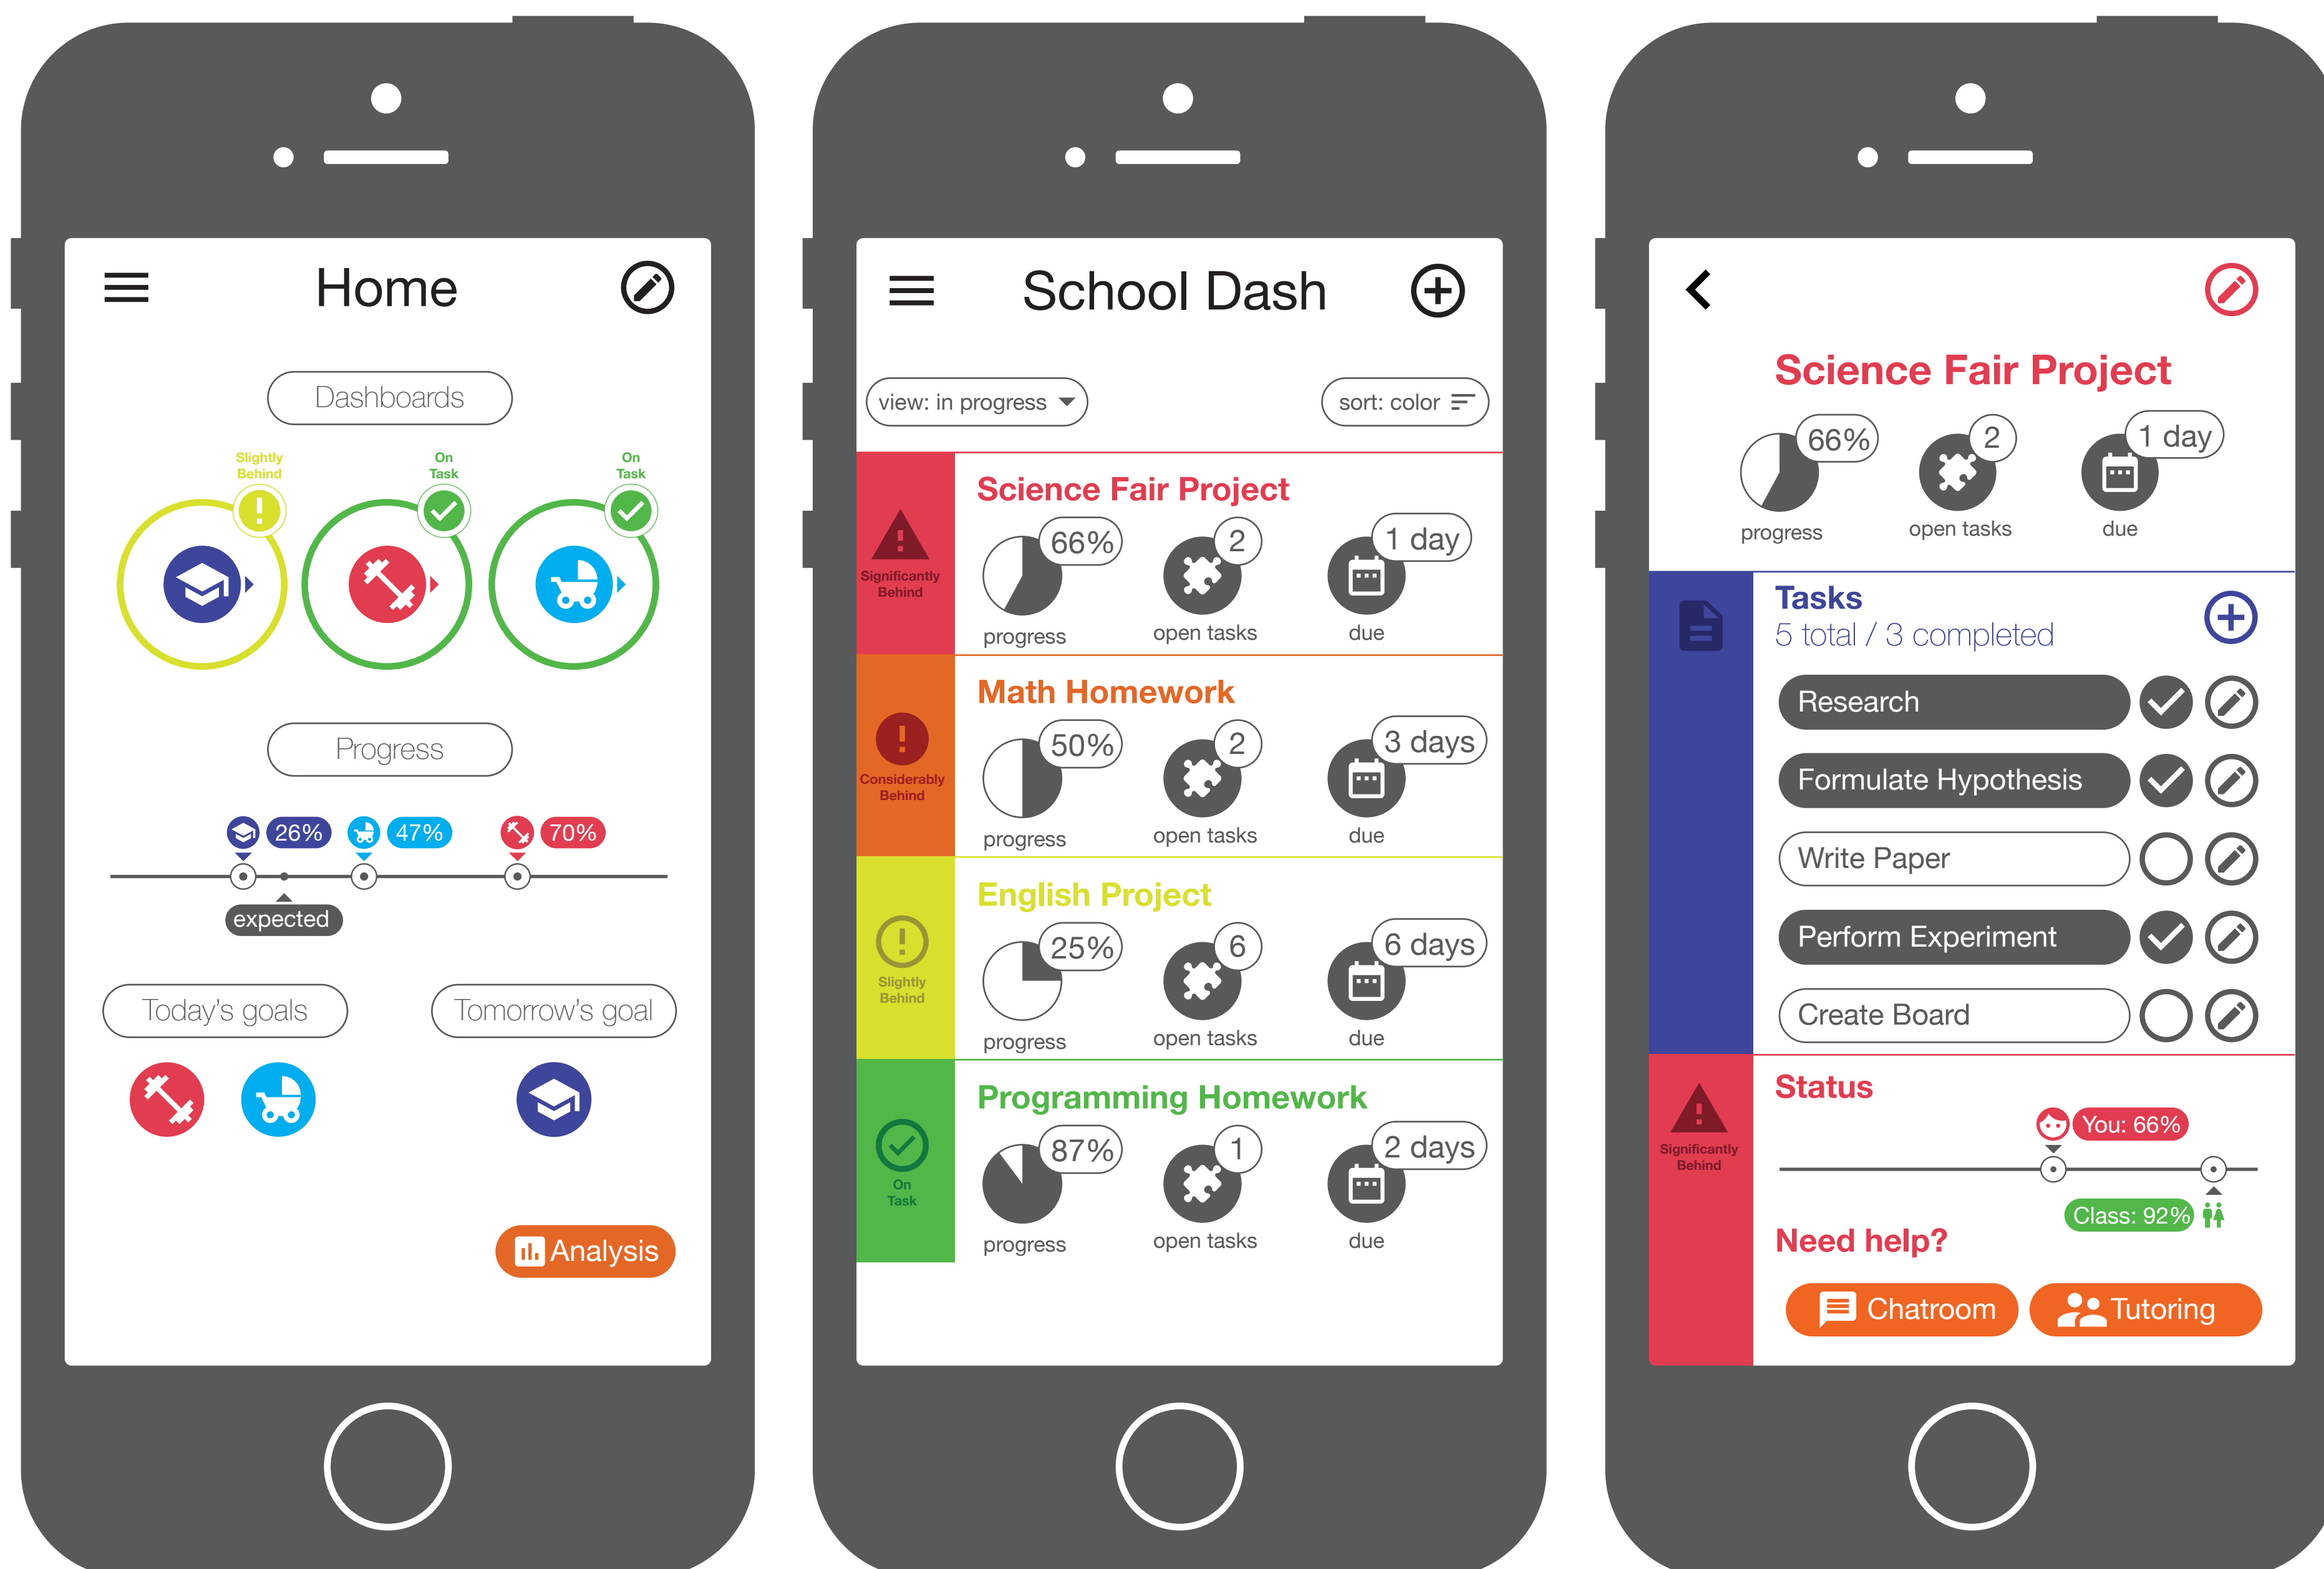 Home
Dashboards
Slightly
Behind
On
Task
On
Task
Progress
26%
47%
70%
expected
Today's goals
Tomorrow's goal
Analysis
School Dash
view: in progress
sort: color
Significantly
Behind
Science Fair Project
66%
2
1 day
progress
open tasks
due
Considerably
Behind
Math Homework
50%
2
3 days
progress
open tasks
due
Slightly
Behind
English Project
25%
6
6 days
progress
open tasks
due
On
Task
Programming Homework
87%
1
2 days
progress
open tasks
due
Science Fair Project
66%
2
1 day
progress
open tasks
due
Tasks
5 total / 3 completed
Research
Formulate Hypothesis
Write Paper
Perform Experiment
Create Board
Significantly
Behind
Status
You: 66%
Class: 92%
Need help?
Chatroom
Tutoring